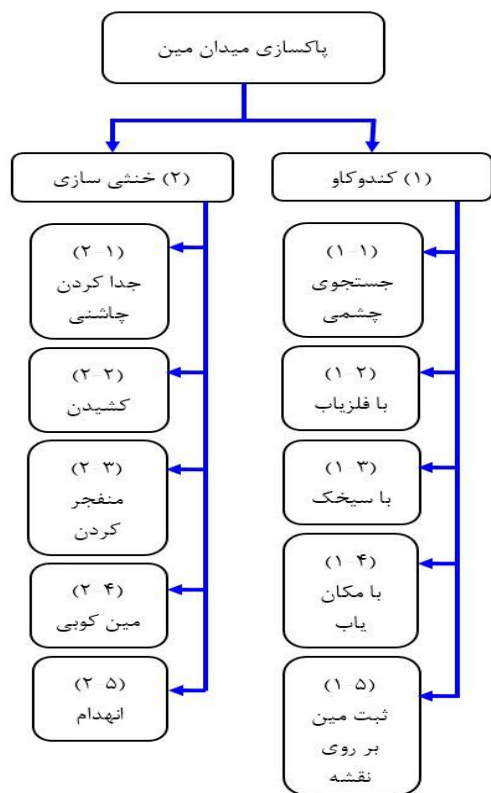 پاکسازی میدان مین
(۱) کندوکاو
(۱-۱)
جستجوی
چشمی
(۱-۲)
با فلزیاب
(۱-۳)
با سیخک
(۱-۴)
با مکان
یاب
(۱-۵)
ثبت مین
بر روی
نقشه
(۲) خنثی سازی
(۲-۱)
جدا کردن
چاشنی
(۲-۲)
کشیدن
(۲-۳)
منفجر
کردن
(۲-۴)
مین کوبی
(۲-۵)
انهدام